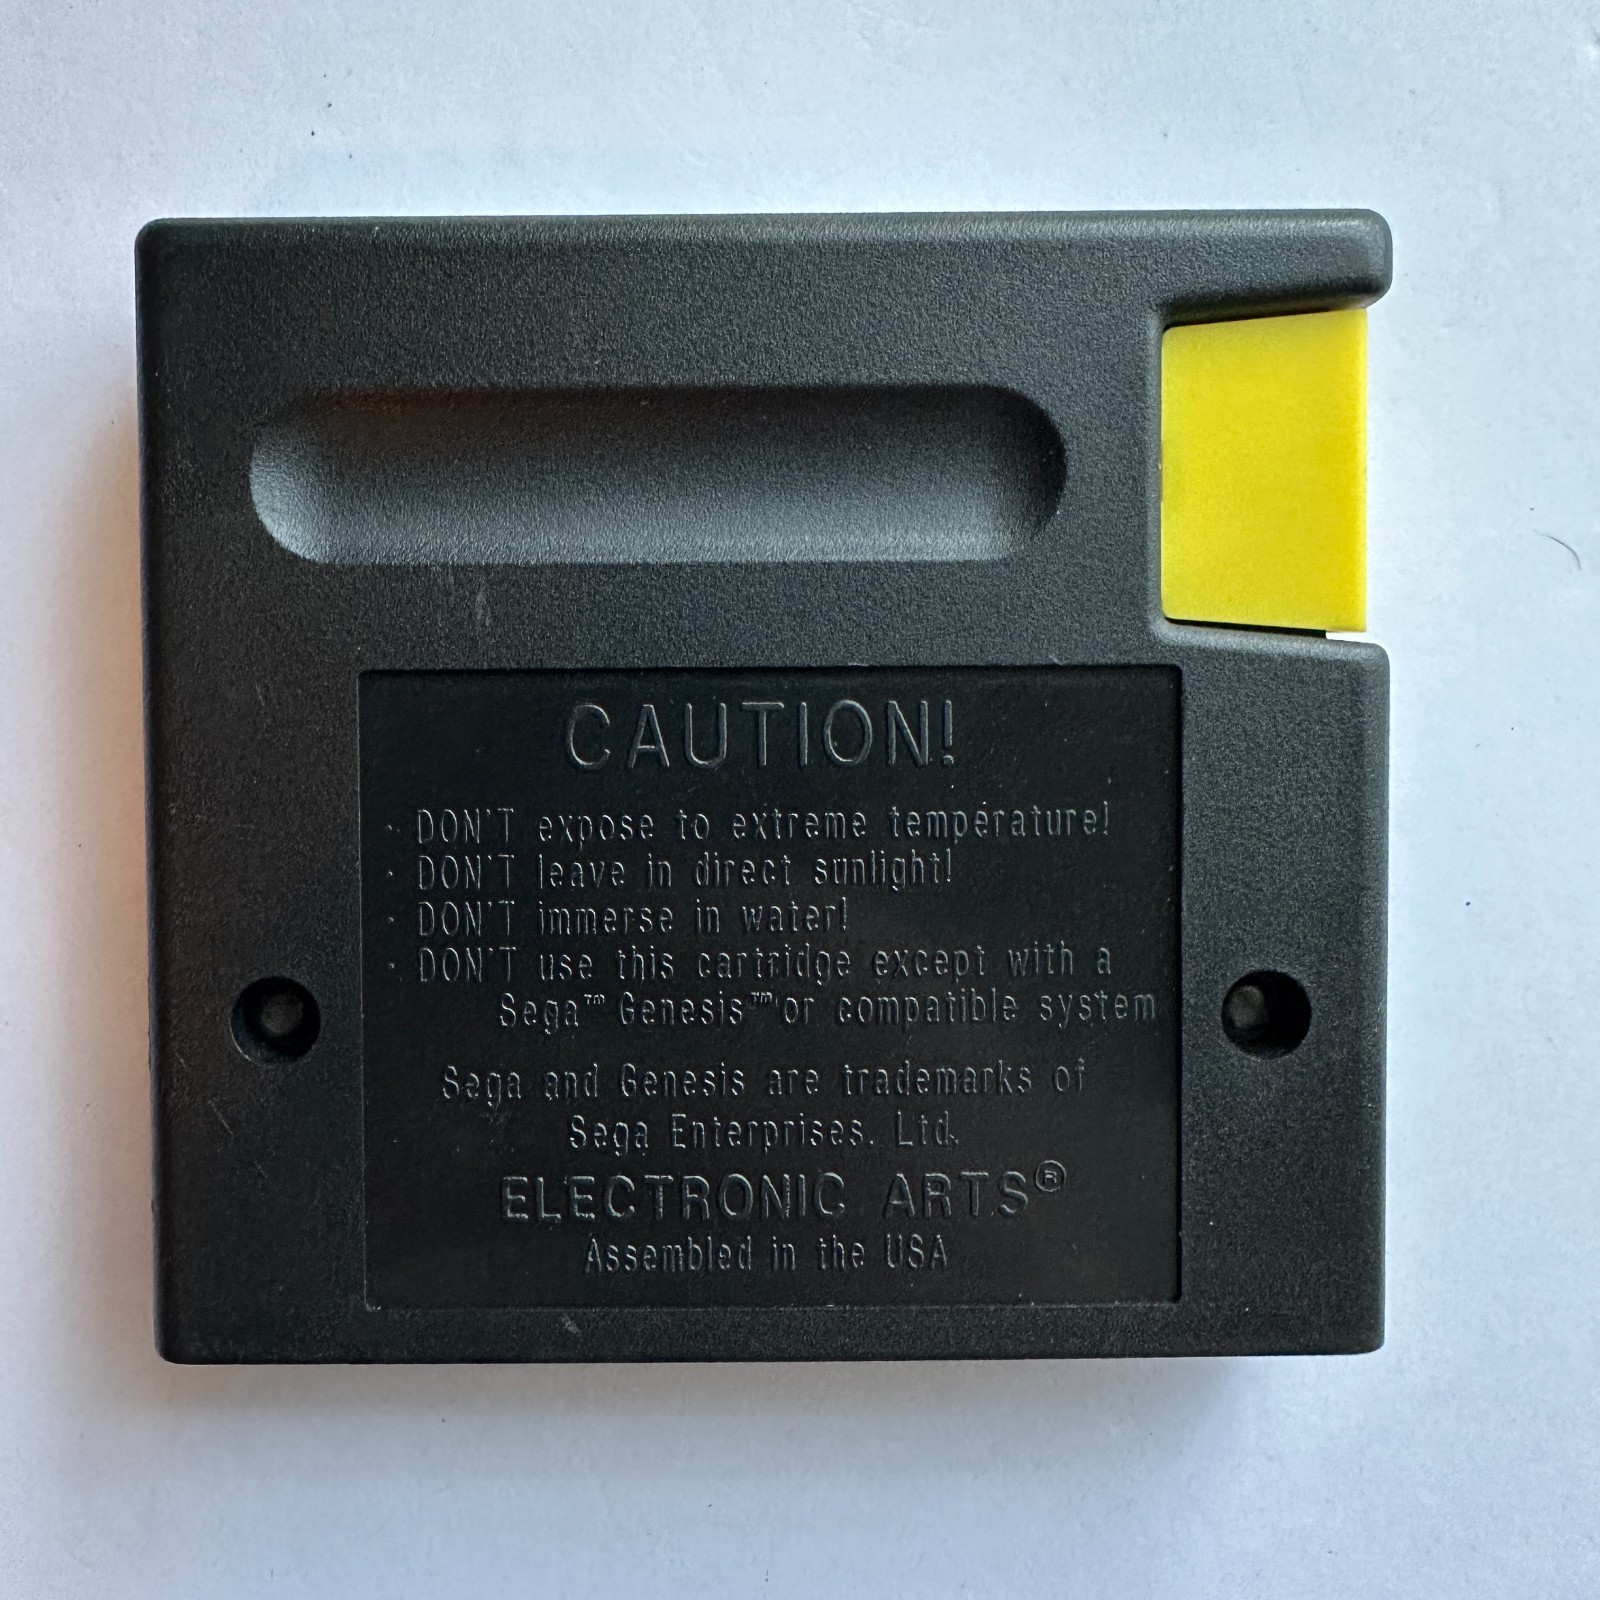 CAUTION!
· DON'T expose to extreme temperature!
· DON'T leave in direct sunlight!
· DON'T immerse in water!
· DON'T use this cartridge except with a
Sega™ Genesis™ or compatible system
Sega and Genesis are trademarks of
Sega Enterprises. Ltd.
ELECTRONIC ARTS®
Assembled in the USA